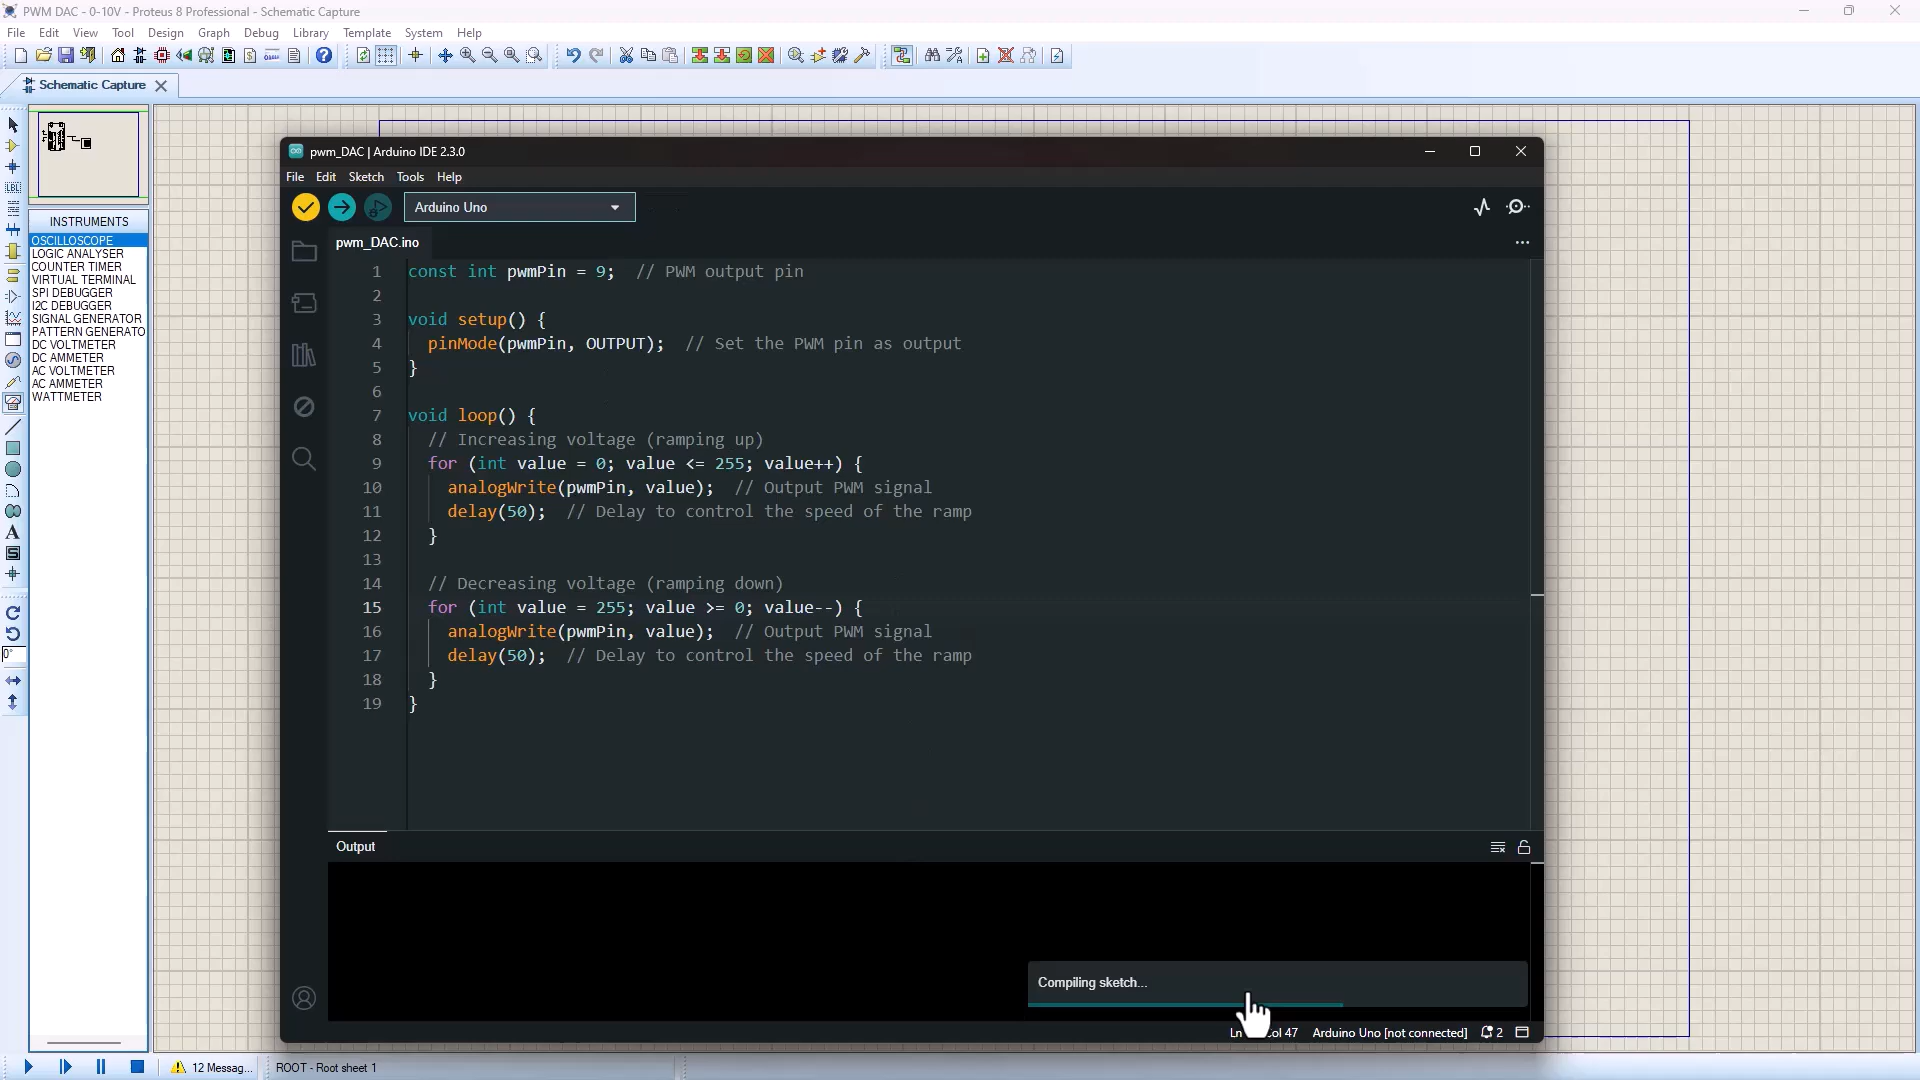 PWM DAC - 0-10V - Proteus 8 Professional - Schematic Capture
File Edit View Tool Design Graph Debug Library Template System Help
Schematic Capture
INSTRUMENTS
OSCILLOSCOPE
LOGIC ANALYSER
COUNTER TIMER
VIRTUAL TERMINAL
SPI DEBUGGER
I2C DEBUGGER
SIGNAL GENERATOR
PATTERN GENERATO
DC VOLTMETER
DC AMMETER
AC VOLTMETER
AC AMMETER
WATTMETER
LBL
A
S
0°
pwm_DAC | Arduino IDE 2.3.0
File Edit Sketch Tools Help
Arduino Uno
pwm_DAC.ino
1 const int pwmPin = 9; // PWM output pin
2
3 void setup() {
4 pinMode(pwmPin, OUTPUT); // Set the PWM pin as output
5 }
6
7 void loop() {
8 // Increasing voltage (ramping up)
9 for (int value = 0; value <= 255; value++) {
10 analogWrite(pwmPin, value); // Output PWM signal
11 delay(50); // Delay to control the speed of the ramp
12 }
13
14 // Decreasing voltage (ramping down)
15 for (int value = 255; value >= 0; value--) {
16 analogWrite(pwmPin, value); // Output PWM signal
17 delay(50); // Delay to control the speed of the ramp
18 }
19 }
Output
Compiling sketch...
Ln Col 47 Arduino Uno [not connected] 2
12 Messag... ROOT - Root sheet 1